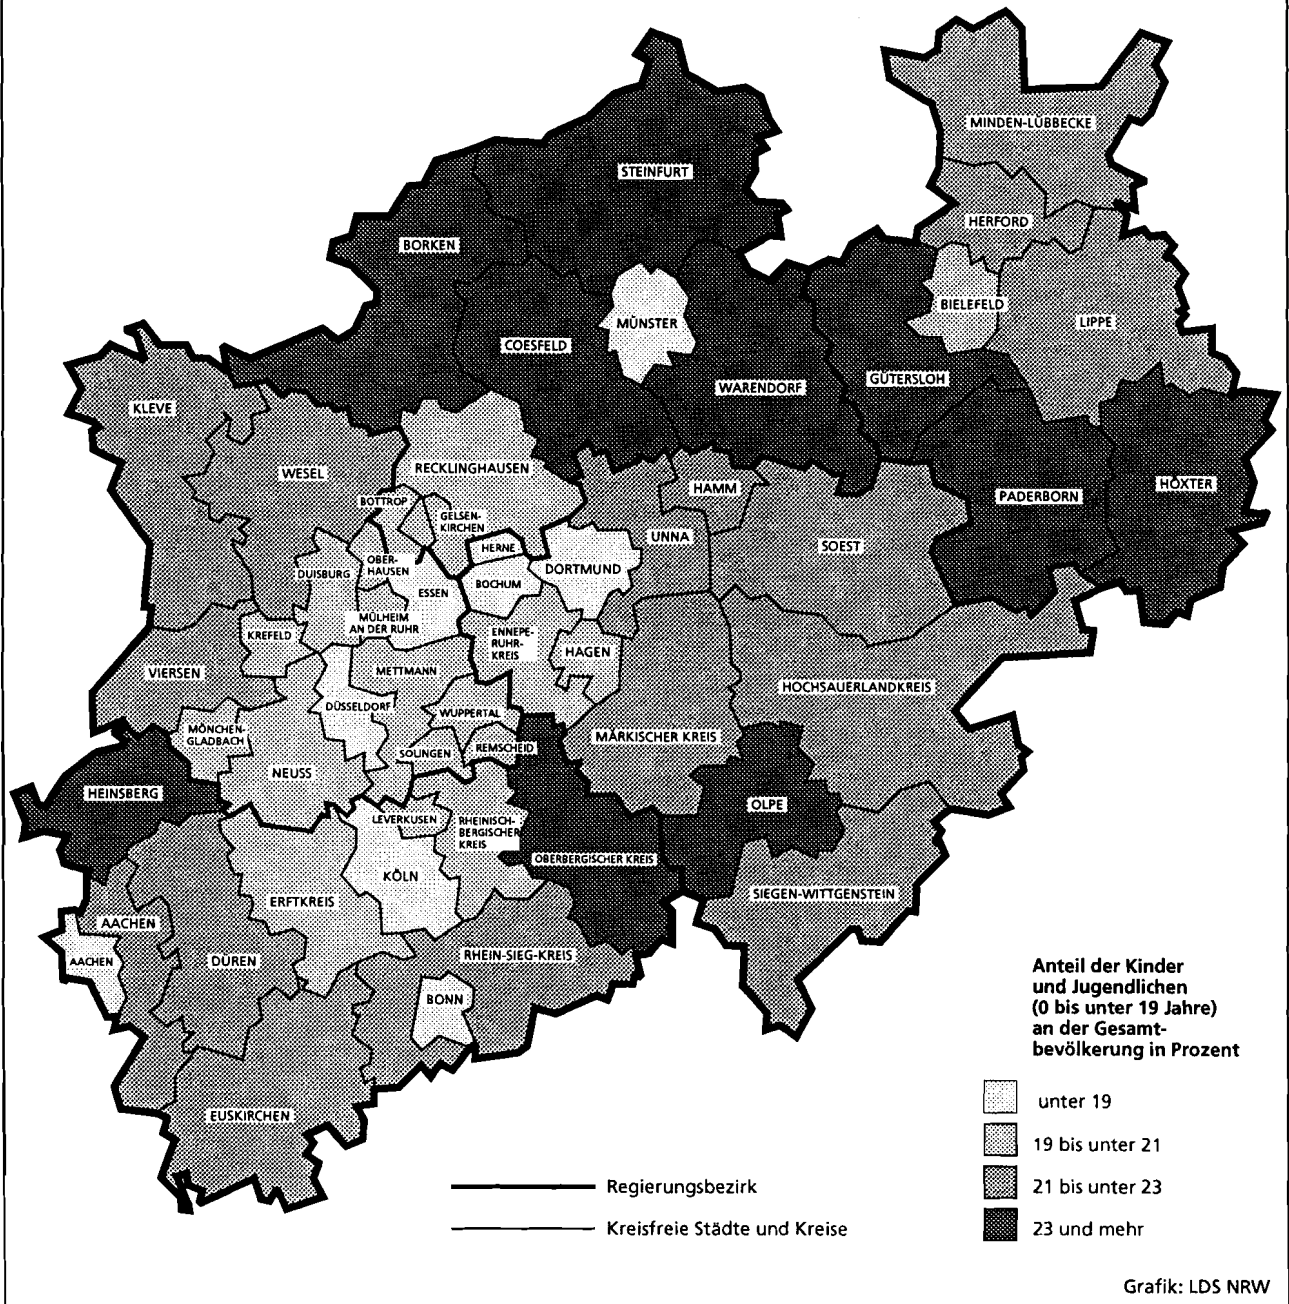 MINDEN-LÜBBECKE
STEINFURT
HERFORD
BORKEN
BIELEFELD
MÜNSTER
LIPPE
COESFELD
GÜTERSLOH
WARENDORF
KLEVE
RECKLINGHAUSEN
WESEL
HÖXTER
HAMM
PADERBORN
BOTTROP
GELSEN-
KIRCHEN
UNNA
SOEST
HERNE
OBER-
HAUSEN
DORTMUND
DUISBURG
BOCHUM
ESSEN
MÜLHEIM
AN DER RUHR
KREFELD
ENNEPE-
RUHR-
KREIS
HAGEN
VIERSEN
METTMANN
HOCHSAUERLANDKREIS
DÜSSELDORF
WUPPERTAL
MÖNCHEN-
GLADBACH
MÄRKISCHER KREIS
REMSCHEID
SOLINGEN
NEUSS
HEINSBERG
OLPE
LEVERKUSEN
RHEINISCH-
BERGISCHER
KREIS
OBERBERGISCHER KREIS
KÖLN
SIEGEN-WITTGENSTEIN
ERFTKREIS
AACHEN
RHEIN-SIEG-KREIS
AACHEN
DÜREN
BONN
EUSKIRCHEN
Anteil der Kinder
und Jugendlichen
(0 bis unter 19 Jahre)
an der Gesamt-
bevölkerung in Prozent
unter 19
19 bis unter 21
21 bis unter 23
23 und mehr
Regierungsbezirk
Kreisfreie Städte und Kreise
Grafik: LDS NRW